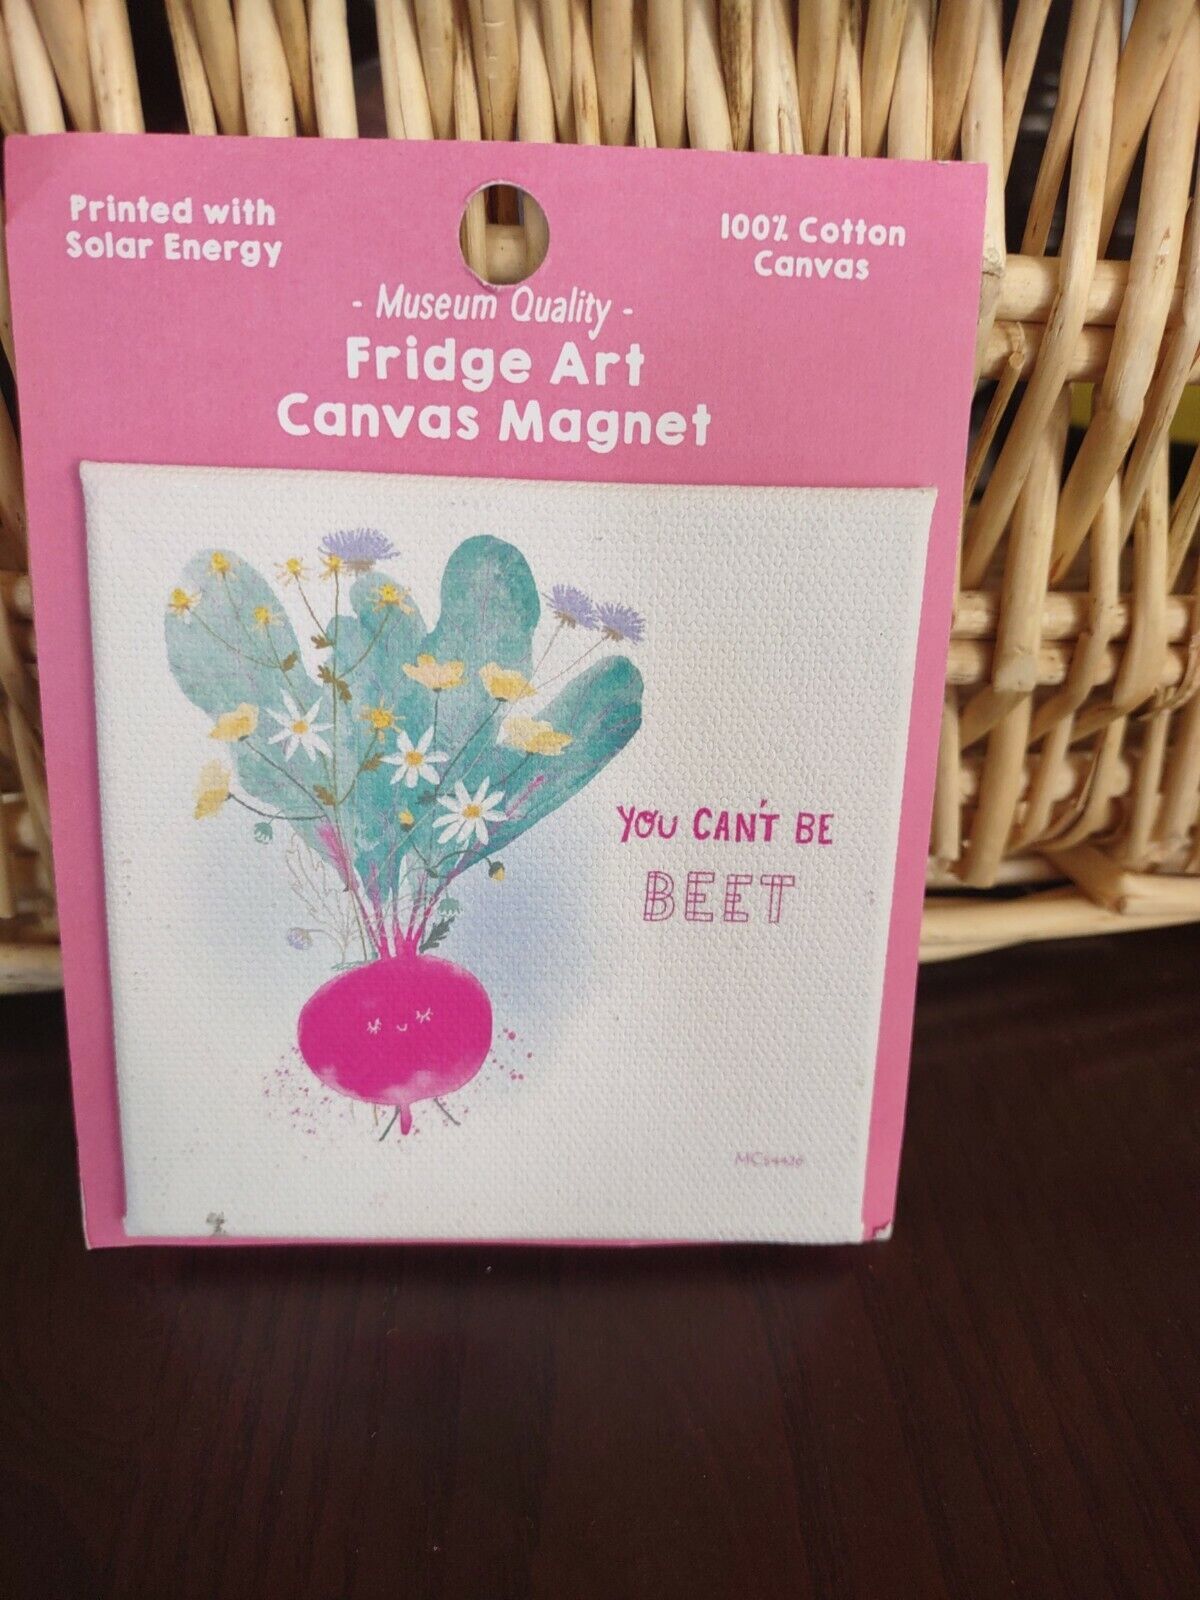 Printed with
Solar Energy
100% Cotton
Canvas
- Museum Quality -
Fridge Art
Canvas Magnet
YOU CAN'T BE
BEET